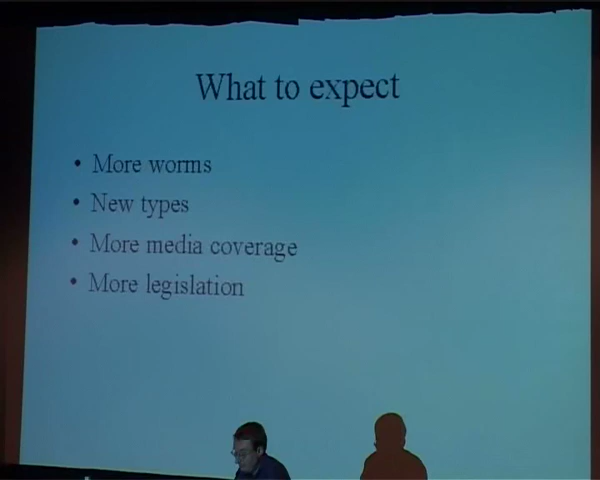 What to expect
• More worms
• New types
• More media coverage
• More legislation